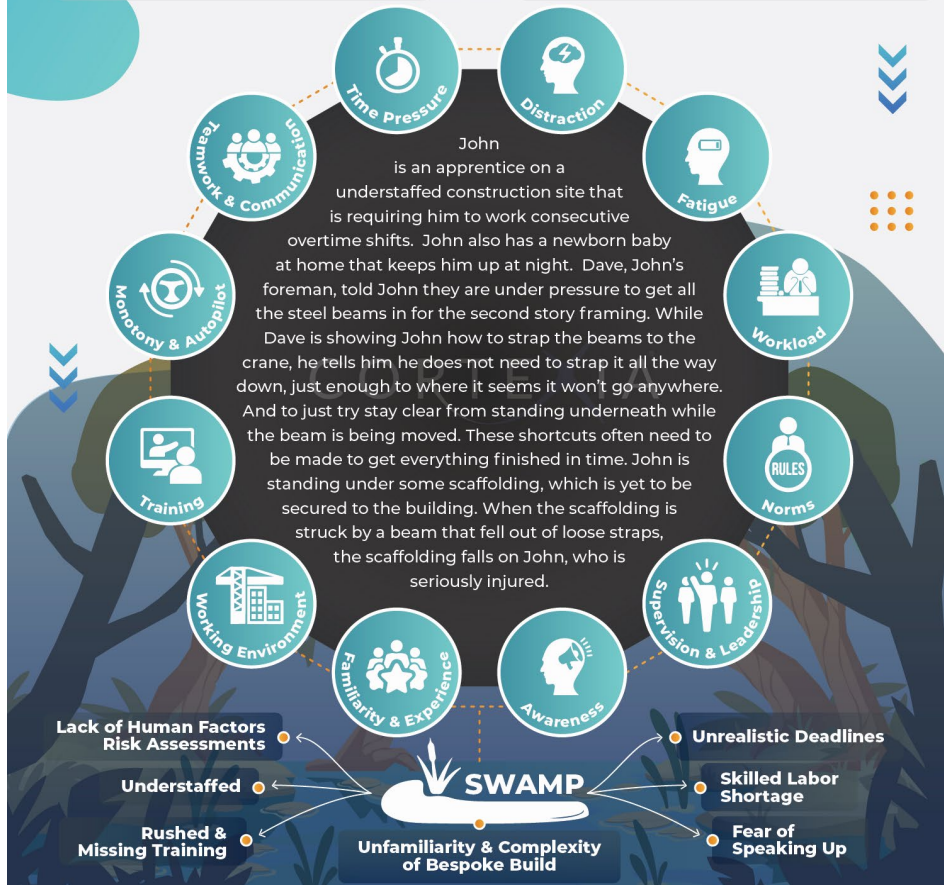 Time Pressure
Distraction
Teamwork & Communication
Fatigue
Monotony & Autopilot
Workload
Training
RULES
Norms
Working Environment
Supervision & Leadership
Familiarity & Experience
Awareness
John
is an apprentice on a
understaffed construction site that
is requiring him to work consecutive
overtime shifts. John also has a newborn baby
at home that keeps him up at night. Dave, John's
foreman, told John they are under pressure to get all
the steel beams in for the second story framing. While
Dave is showing John how to strap the beams to the
crane, he tells him he does not need to strap it all the way
down, just enough to where it seems it won't go anywhere.
And to just try stay clear from standing underneath while
the beam is being moved. These shortcuts often need to
be made to get everything finished in time. John is
standing under some scaffolding, which is yet to be
secured to the building. When the scaffolding is
struck by a beam that fell out of loose straps,
the scaffolding falls on John, who is
seriously injured.
CORTEXIA
Lack of Human Factors
Risk Assessments
Understaffed
Rushed &
Missing Training
SWAMP
Unfamiliarity & Complexity
of Bespoke Build
Unrealistic Deadlines
Skilled Labor
Shortage
Fear of
Speaking Up